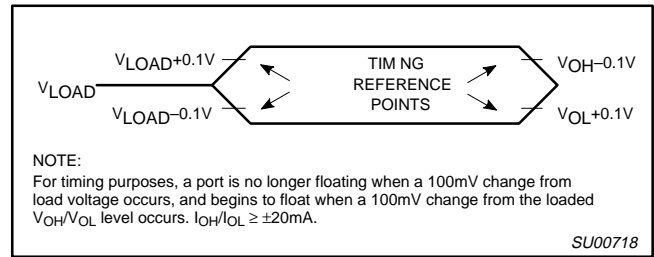 VLOAD+0.1V
TIM NG
VOH–0.1V
VLOAD
REFERENCE
POINTS
VLOAD–0.1V
VOL+0.1V
NOTE:
For timing purposes, a port is no longer floating when a 100mV change from
load voltage occurs, and begins to float when a 100mV change from the loaded
VOH/VOL level occurs. IOH/IOL ≥ ±20mA.
SU00718